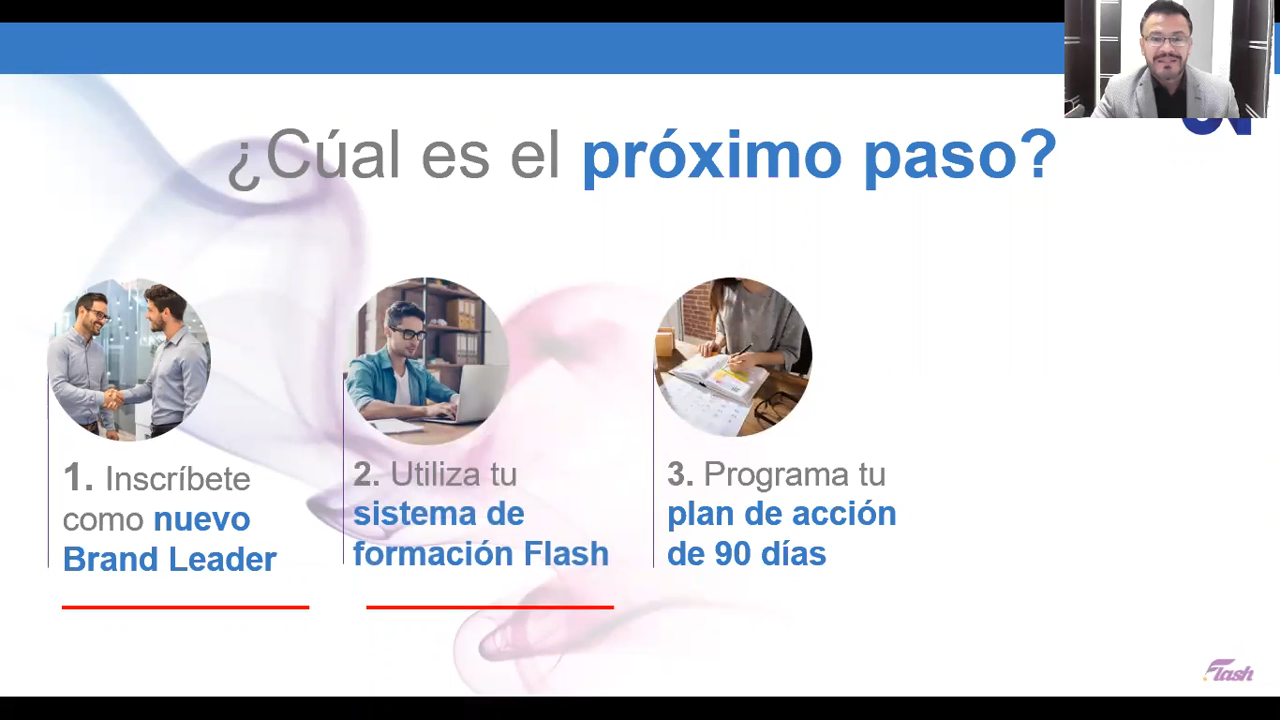 ¿Cúal es el próximo paso?
1. Inscríbete
como nuevo
Brand Leader
2. Utiliza tu
sistema de
formación Flash
3. Programa tu
plan de acción
de 90 días
Flash